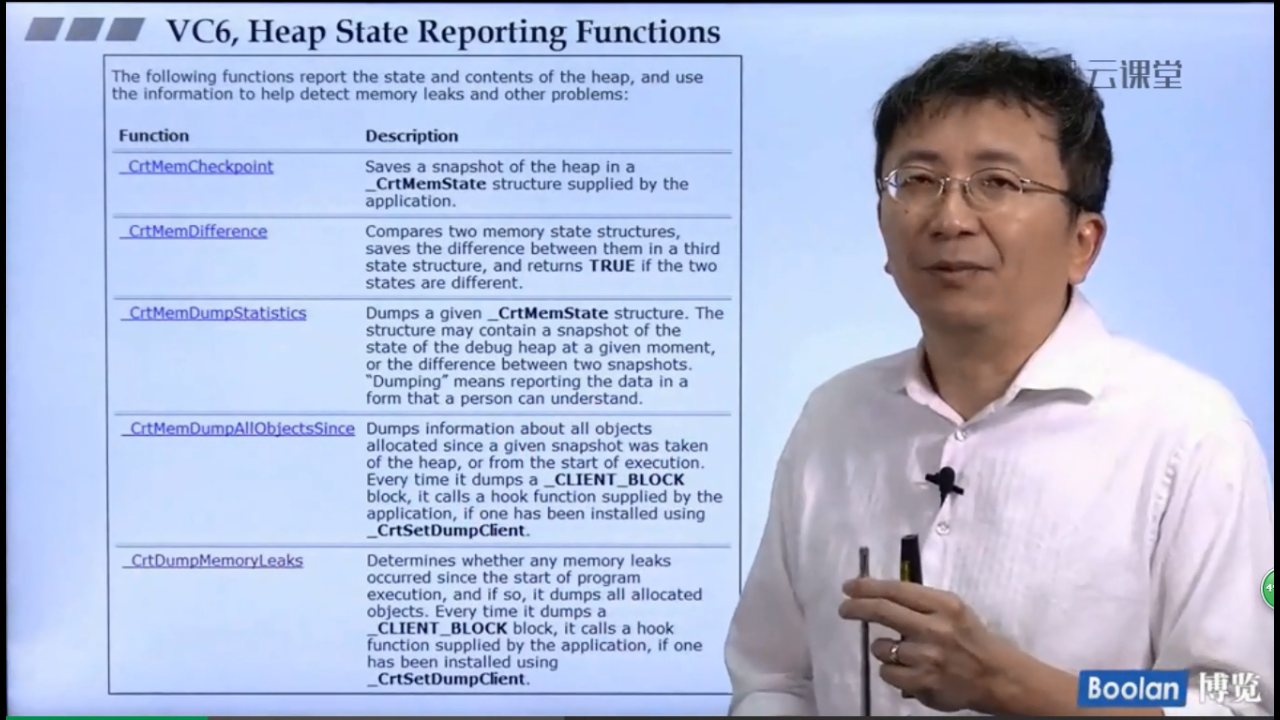 VC6, Heap State Reporting Functions
The following functions report the state and contents of the heap, and use
the information to help detect memory leaks and other problems:
Function Description
_CrtMemCheckpoint Saves a snapshot of the heap in a
_CrtMemState structure supplied by the
application.
_CrtMemDifference Compares two memory state structures,
saves the difference between them in a third
state structure, and returns TRUE if the two
states are different.
_CrtMemDumpStatistics Dumps a given _CrtMemState structure. The
structure may contain a snapshot of the
state of the debug heap at a given moment,
or the difference between two snapshots.
“Dumping” means reporting the data in a
form that a person can understand.
_CrtMemDumpAllObjectsSince Dumps information about all objects
allocated since a given snapshot was taken
of the heap, or from the start of execution.
Every time it dumps a _CLIENT_BLOCK
block, it calls a hook function supplied by the
application, if one has been installed using
_CrtSetDumpClient.
_CrtDumpMemoryLeaks Determines whether any memory leaks
occurred since the start of program
execution, and if so, it dumps all allocated
objects. Every time it dumps a
_CLIENT_BLOCK block, it calls a hook
function supplied by the application, if one
has been installed using
_CrtSetDumpClient.
云课堂
Boolan 博览